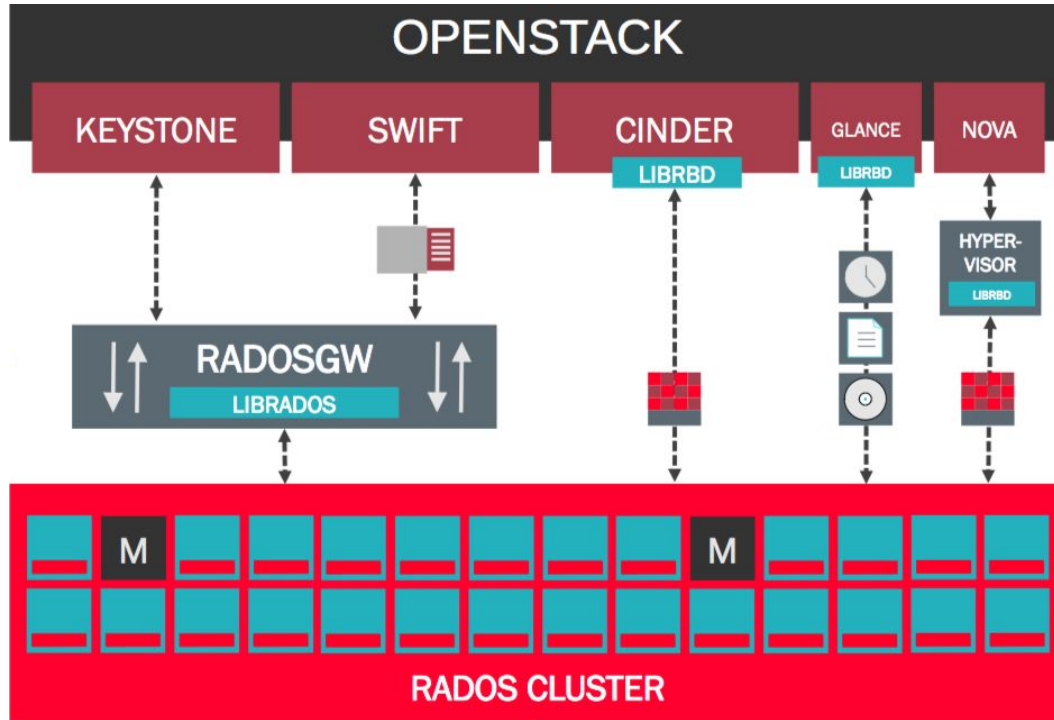 OPENSTACK
KEYSTONE
SWIFT
CINDER
GLANCE
NOVA
LIBRBD
LIBRBD
HYPER-
VISOR
LIBRBD
RADOSGW
LIBRADOS
M
M
RADOS CLUSTER